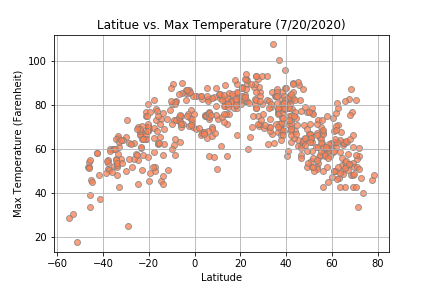 Latitue vs. Max Temperature (7/20/2020)
Max Temperature (Farenheit)
100
80
60
40
20
−60 −40 −20 0 20 40 60 80
Latitude